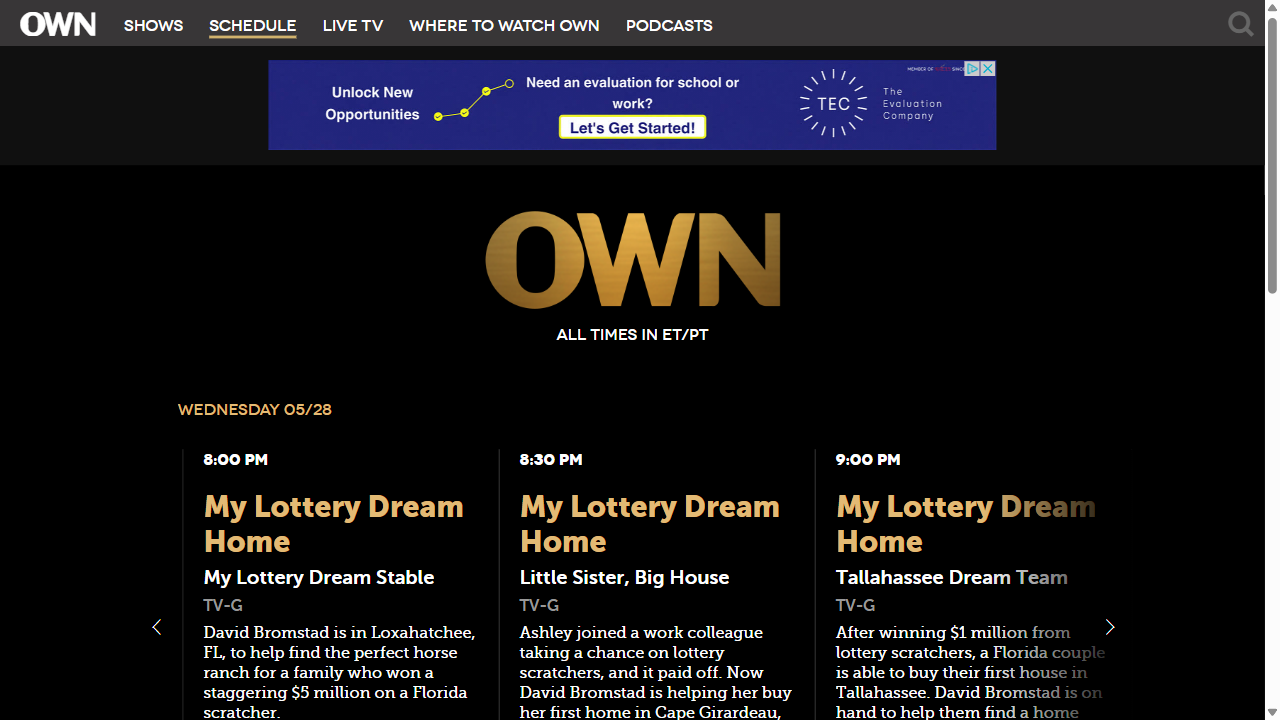 OWN SHOWS SCHEDULE LIVE TV WHERE TO WATCH OWN PODCASTS
Unlock New
Opportunities
Need an evaluation for school or
work?
Let's Get Started!
MEMBER OF
SINCE
TEC
The
Evaluation
Company
OWN
ALL TIMES IN ET/PT
WEDNESDAY 05/28
8:00 PM
My Lottery Dream
Home
My Lottery Dream Stable
TV-G
David Bromstad is in Loxahatchee,
FL, to help find the perfect horse
ranch for a family who won a
staggering $5 million on a Florida
scratcher.
8:30 PM
My Lottery Dream
Home
Little Sister, Big House
TV-G
Ashley joined a work colleague
taking a chance on lottery
scratchers, and it paid off. Now
David Bromstad is helping her buy
her first home in Cape Girardeau,
9:00 PM
My Lottery Dream
Home
Tallahassee Dream Team
TV-G
After winning $1 million from
lottery scratchers, a Florida couple
is able to buy their first house in
Tallahassee. David Bromstad is on
hand to help them find a home